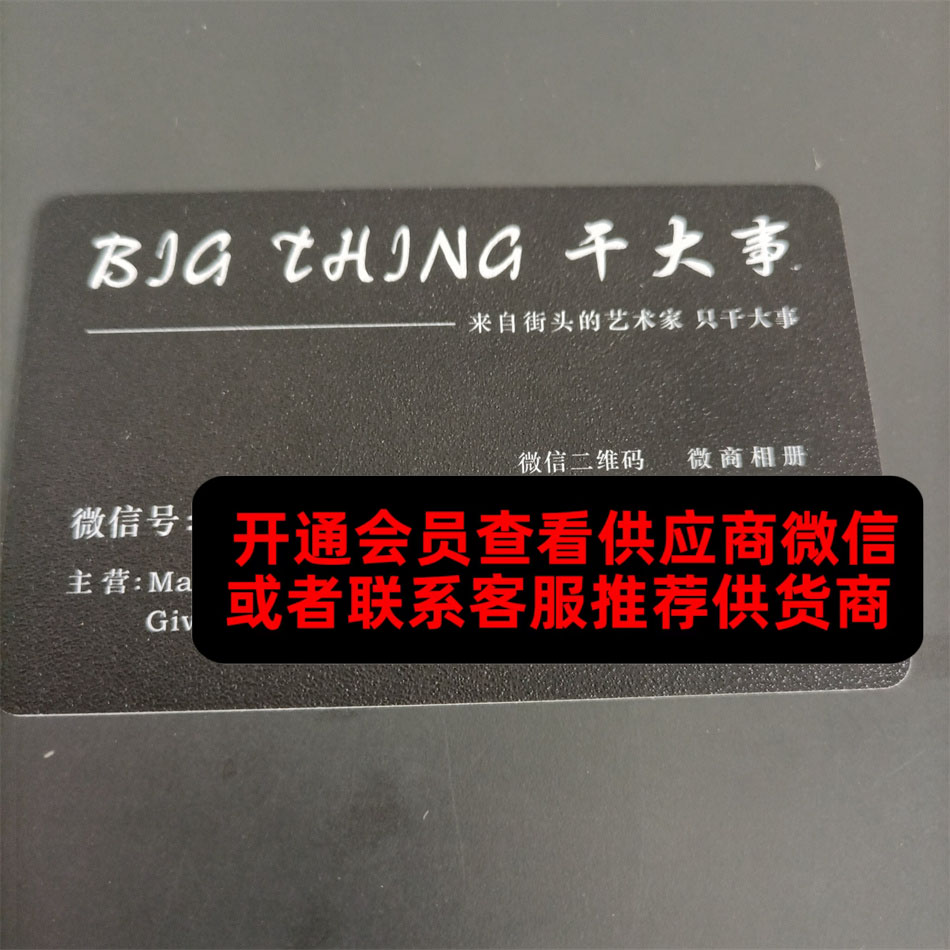 BIG THING 干大事
来自街头的艺术家 只干大事
微信二维码 微商相册
微信号:
主营:Ma
Giv
开通会员查看供应商微信
或者联系客服推荐供货商